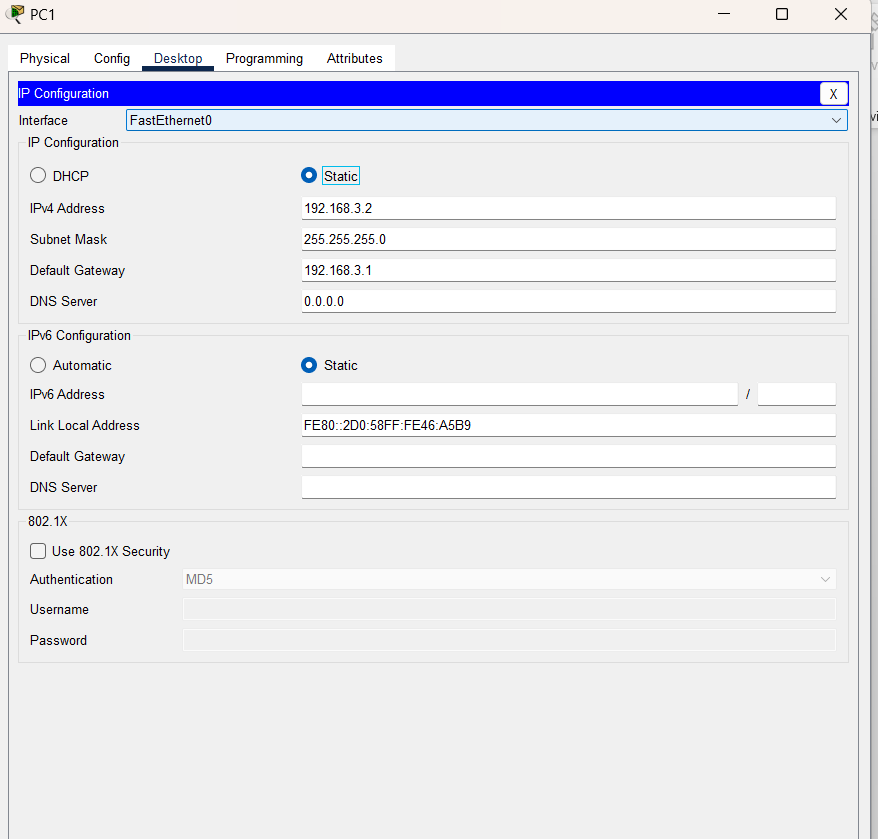 PC1
Physical Config Desktop Programming Attributes
IP Configuration X
Interface FastEthernet0
IP Configuration
DHCP Static
IPv4 Address 192.168.3.2
Subnet Mask 255.255.255.0
Default Gateway 192.168.3.1
DNS Server 0.0.0.0
IPv6 Configuration
Automatic Static
IPv6 Address /
Link Local Address FE80::2D0:58FF:FE46:A5B9
Default Gateway
DNS Server
802.1X
Use 802.1X Security
Authentication MD5
Username
Password